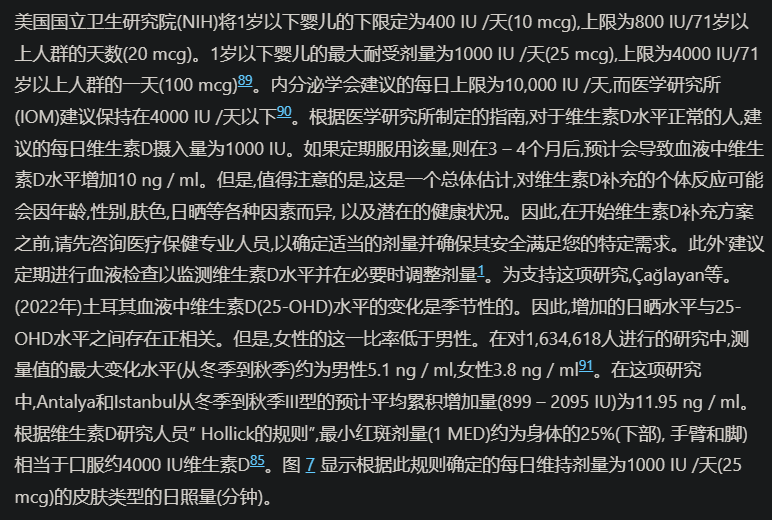 美国国立卫生研究院(NIH)将1岁以下婴儿的下限定为400 IU /天(10 mcg),上限为800 IU/71岁以
上人群的天数(20 mcg)。1岁以下婴儿的最大耐受剂量为1000 IU /天(25 mcg),上限为4000 IU/71
岁以上人群的一天(100 mcg)89。内分泌学会建议的每日上限为10,000 IU /天,而医学研究所
(IOM)建议保持在4000 IU /天以下90。根据医学研究所制定的指南,对于维生素D水平正常的人,建
议的每日维生素D摄入量为1000 IU。如果定期服用该量,则在3 – 4个月后,预计会导致血液中维生
素D水平增加10 ng / ml。但是,值得注意的是,这是一个总体估计,对维生素D补充的个体反应可能
会因年龄,性别,肤色,日晒等各种因素而异, 以及潜在的健康状况。因此,在开始维生素D补充方案
之前,请先咨询医疗保健专业人员,以确定适当的剂量并确保其安全满足您的特定需求。此外'建议
定期进行血液检查以监测维生素D水平并在必要时调整剂量1。为支持这项研究,Çağlayan等。
(2022年)土耳其血液中维生素D(25-OHD)水平的变化是季节性的。因此,增加的日晒水平与25-
OHD水平之间存在正相关。但是,女性的这一比率低于男性。在对1,634,618人进行的研究中,测
量值的最大变化水平(从冬季到秋季)约为男性5.1 ng / ml,女性3.8 ng / ml91。在这项研究
中,Antalya和Istanbul从冬季到秋季III型的预计平均累积增加量(899 – 2095 IU)为11.95 ng / ml。
根据维生素D研究人员“ Hollick的规则”,最小红斑剂量(1 MED)约为身体的25%(下部), 手臂和脚)
相当于口服约4000 IU维生素D85。图 7 显示根据此规则确定的每日维持剂量为1000 IU /天(25
mcg)的皮肤类型的日照量(分钟)。